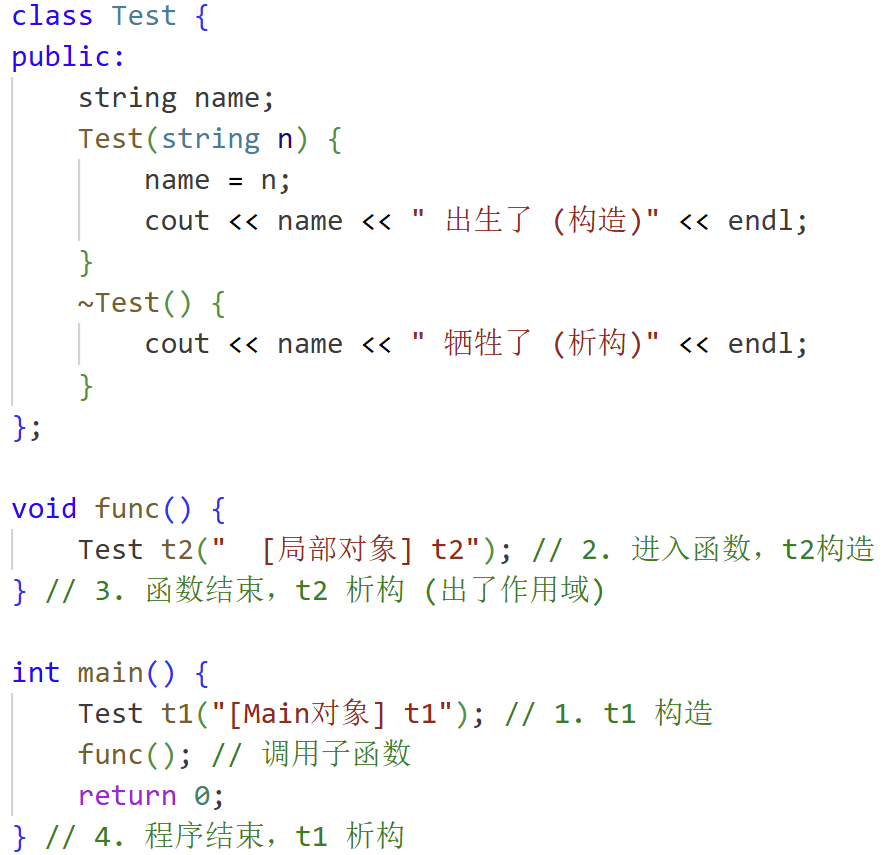 class Test {
public:
    string name;
    Test(string n) {
        name = n;
        cout << name << " 出生了 (构造)" << endl;
    }
    ~Test() {
        cout << name << " 牺牲了 (析构)" << endl;
    }
};

void func() {
    Test t2("  [局部对象] t2"); // 2. 进入函数，t2构造
} // 3. 函数结束，t2 析构 (出了作用域)

int main() {
    Test t1("[Main对象] t1"); // 1. t1 构造
    func(); // 调用子函数
    return 0;
} // 4. 程序结束，t1 析构